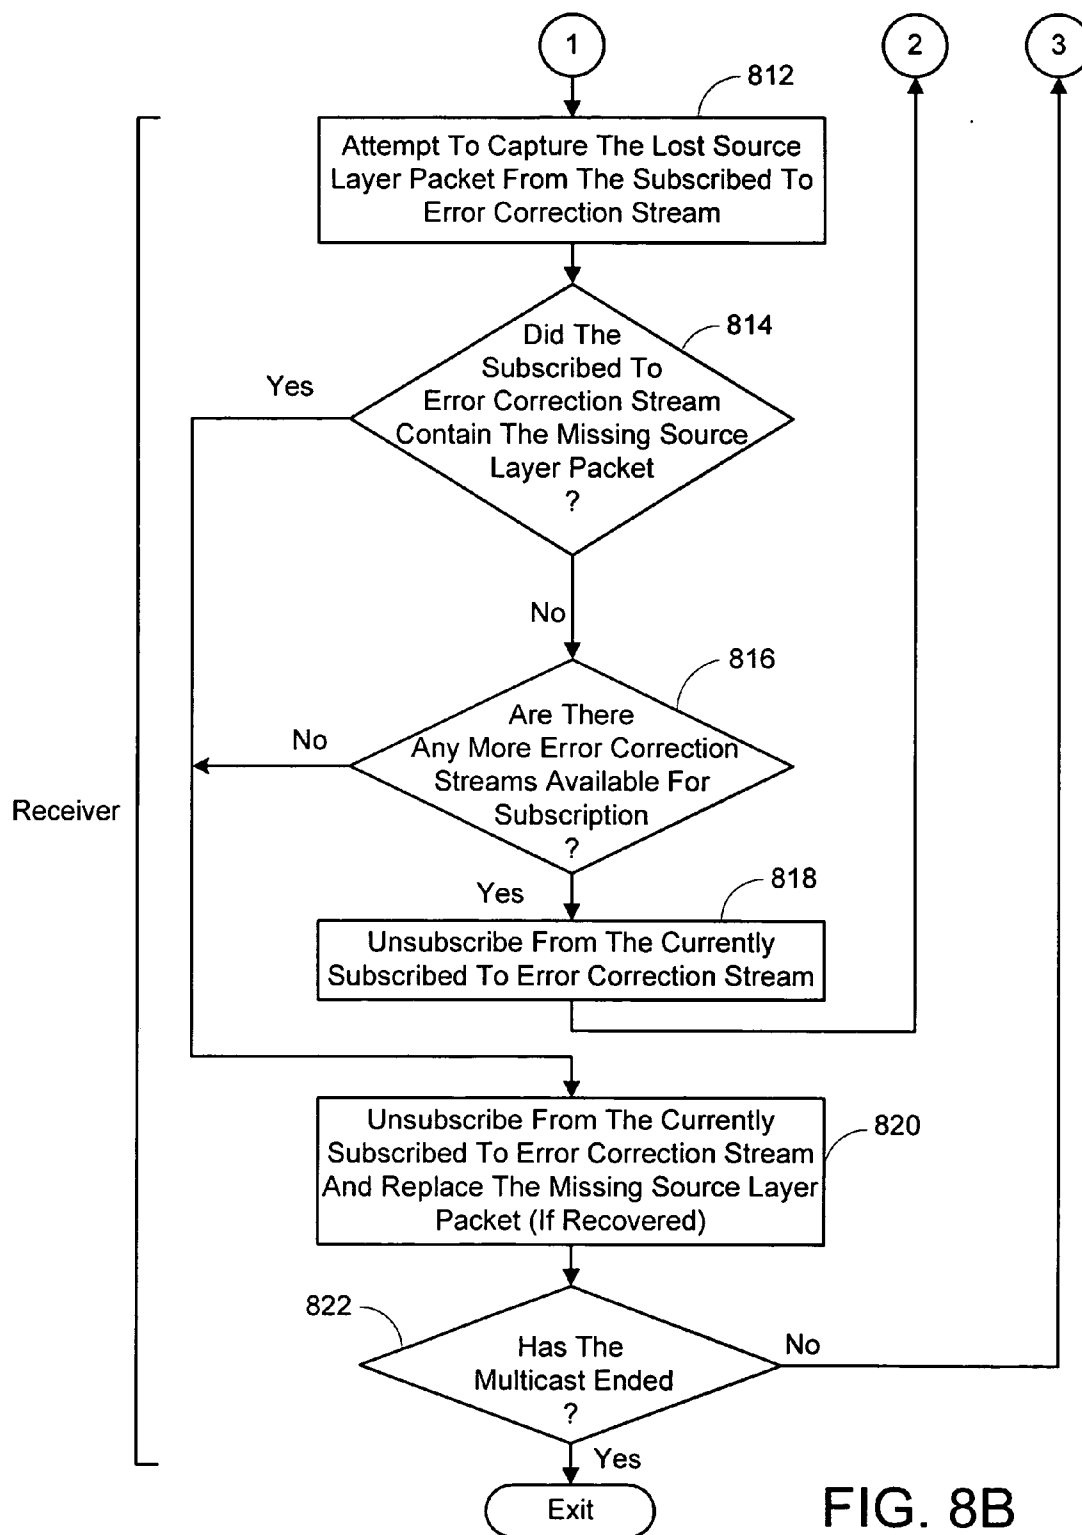 1
2
3
812
Attempt To Capture The Lost Source
Layer Packet From The Subscribed To
Error Correction Stream
814
Did The
Subscribed To
Error Correction Stream
Contain The Missing Source
Layer Packet
?
Yes
No
816
Are There
Any More Error Correction
Streams Available For
Subscription
?
No
Receiver
Yes
818
Unsubscribe From The Currently
Subscribed To Error Correction Stream
Unsubscribe From The Currently
Subscribed To Error Correction Stream
And Replace The Missing Source Layer
Packet (If Recovered)
820
822
Has The
Multicast Ended
?
No
Yes
Exit
FIG. 8B